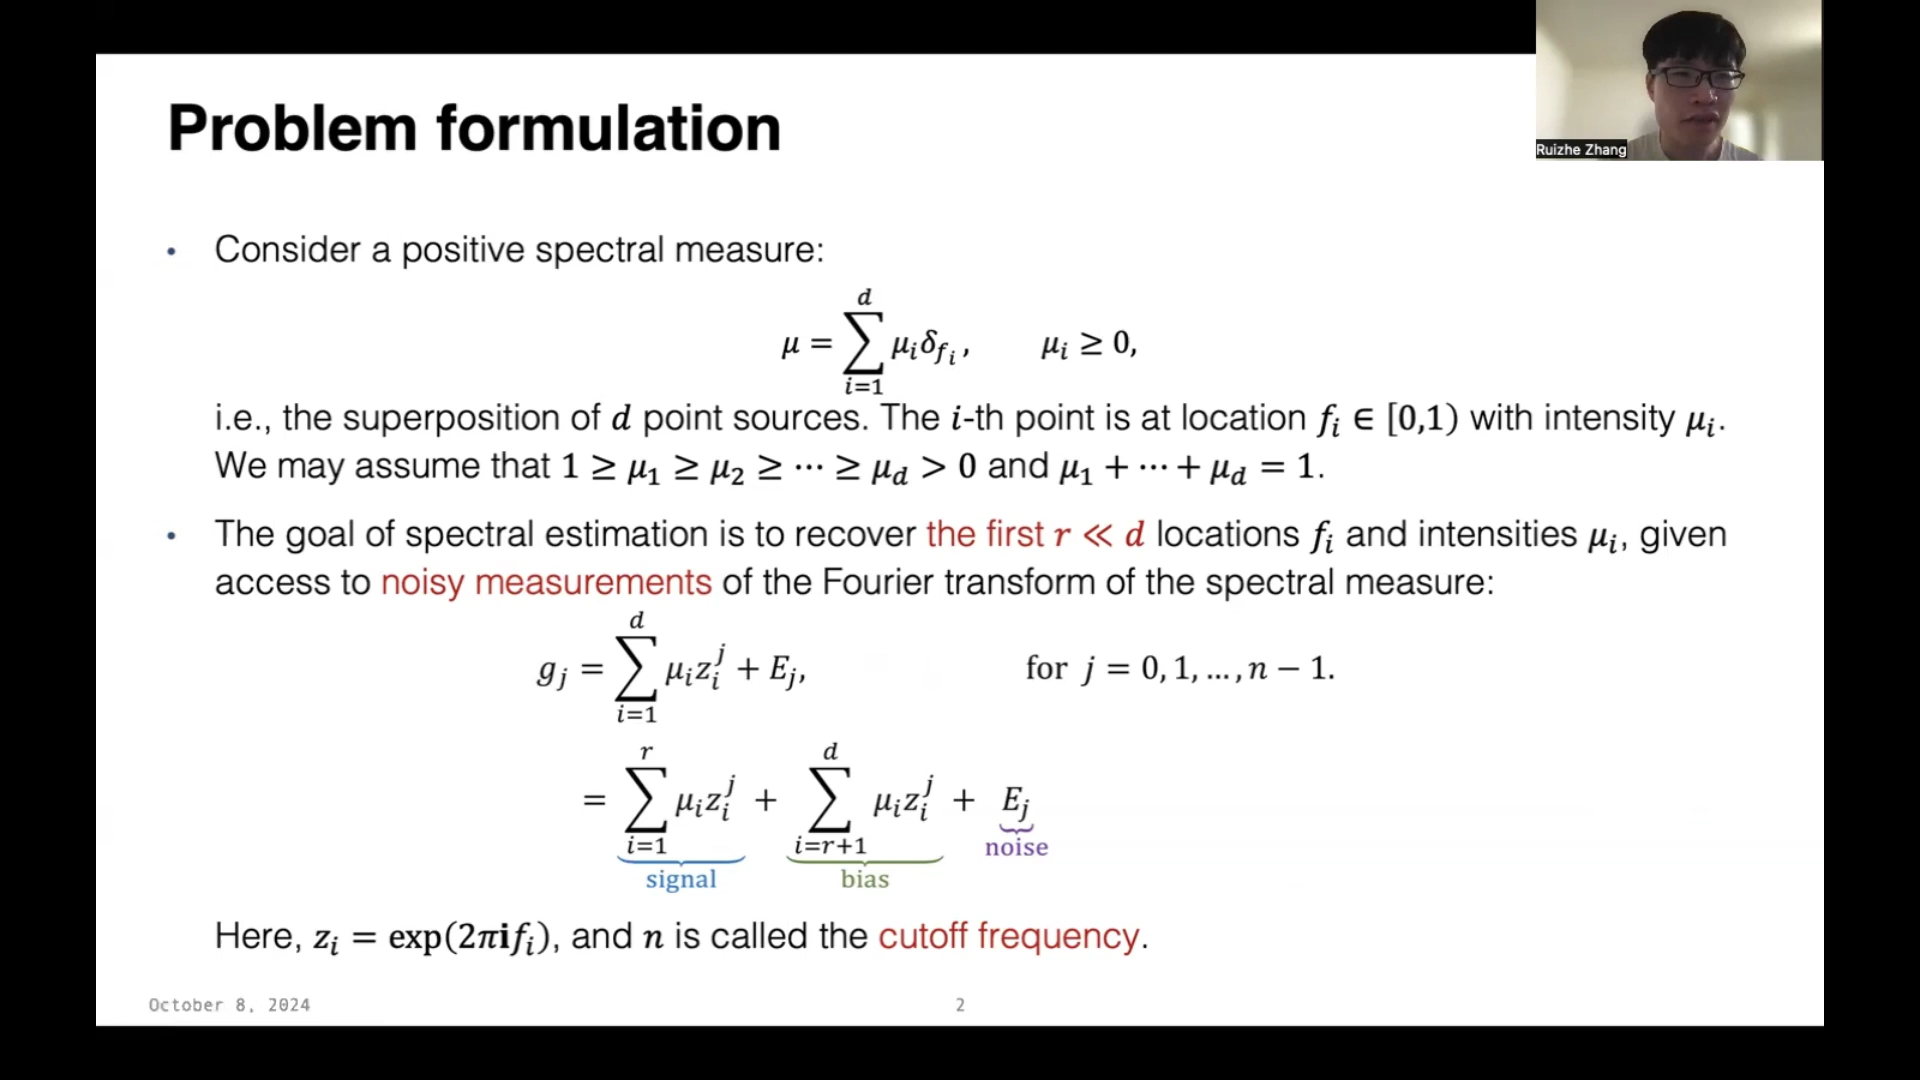 Problem formulation
Ruizhe Zhang
• Consider a positive spectral measure:
μ = ∑_{i=1}^{d} μ_i δ_{f_i}, μ_i ≥ 0,
i.e., the superposition of d point sources. The i-th point is at location f_i ∈ [0,1) with intensity μ_i.
We may assume that 1 ≥ μ_1 ≥ μ_2 ≥ ⋯ ≥ μ_d > 0 and μ_1 + ⋯ + μ_d = 1.
• The goal of spectral estimation is to recover the first r ≪ d locations f_i and intensities μ_i, given
access to noisy measurements of the Fourier transform of the spectral measure:
g_j = ∑_{i=1}^{d} μ_i z_i^j + E_j, for j = 0, 1, …, n − 1.
= ∑_{i=1}^{r} μ_i z_i^j + ∑_{i=r+1}^{d} μ_i z_i^j + E_j
signal bias noise
Here, z_i = exp(2πif_i), and n is called the cutoff frequency.
October 8, 2024 2